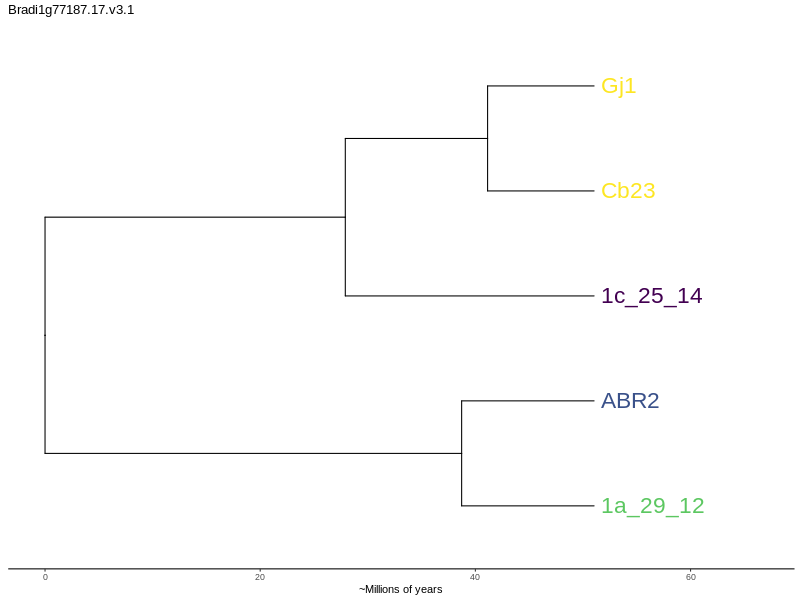 Bradi1g77187.17.v3.1
Gj1
Cb23
1c_25_14
ABR2
1a_29_12
0 20 40 60
~Millions of years